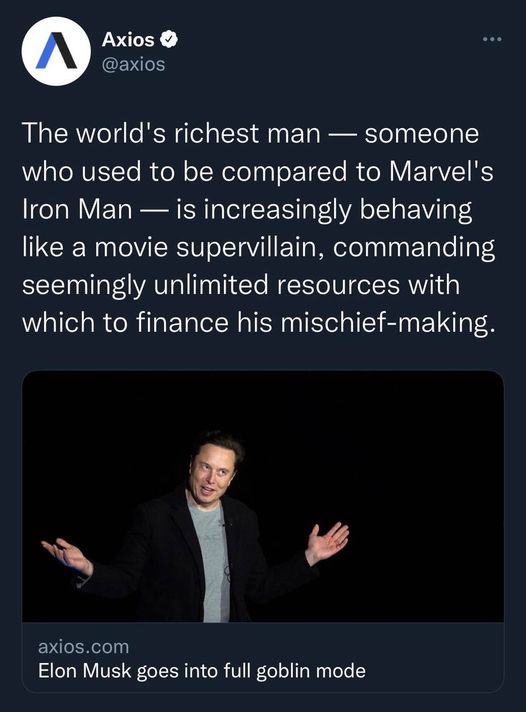 Axios
@axios
The world's richest man — someone
who used to be compared to Marvel's
Iron Man — is increasingly behaving
like a movie supervillain, commanding
seemingly unlimited resources with
which to finance his mischief-making.
axios.com
Elon Musk goes into full goblin mode